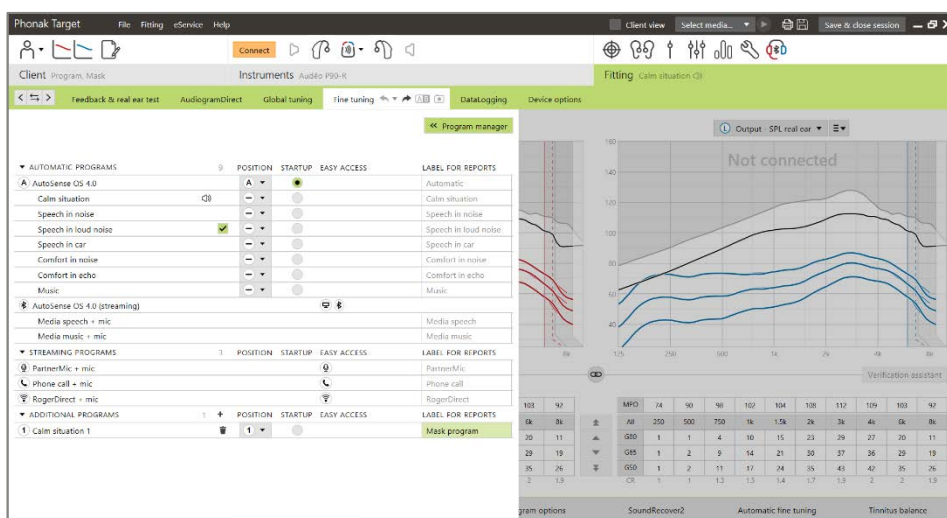 Phonak Target File Fitting eService Help Client view Select media... Save & close session
Connect
Client Program, Mask Instruments Audéo P90-R Fitting Calm situation
Feedback & real ear test AudiogramDirect Global tuning Fine tuning DataLogging Device options
Program manager
L Output - SPL real ear
Not connected
AUTOMATIC PROGRAMS 9 POSITION STARTUP EASY ACCESS LABEL FOR REPORTS
A AutoSense OS 4.0 A Automatic
Calm situation Calm situation
Speech in noise Speech in noise
Speech in loud noise Speech in loud noise
Speech in car Speech in car
Comfort in noise Comfort in noise
Comfort in echo Comfort in echo
Music Music
AutoSense OS 4.0 (streaming)
Media speech + mic Media speech
Media music + mic Media music
STREAMING PROGRAMS 3 POSITION STARTUP EASY ACCESS LABEL FOR REPORTS
PartnerMic + mic PartnerMic
Phone call + mic Phone call
RogerDirect + mic RogerDirect
ADDITIONAL PROGRAMS 1 + POSITION STARTUP EASY ACCESS LABEL FOR REPORTS
1 Calm situation 1 1 Mask program
160
140
120
100
80
60
40
8k 125 250 500 1k 2k 4k 8k
Verification assistant
103 92 MPO 74 90 98 102 104 108 112 109 103 92
6k 8k All 250 500 750 1k 1.5k 2k 3k 4k 6k 8k
20 11 G80 1 1 4 10 15 23 29 27 20 11
29 19 G65 1 2 9 14 21 30 37 36 29 19
35 26 G50 1 2 11 17 24 35 43 42 35 26
2 1.9 CR 1 1 1.3 1.3 1.4 1.7 1.9 2 2 1.9
gram options SoundRecover2 Automatic fine tuning Tinnitus balance